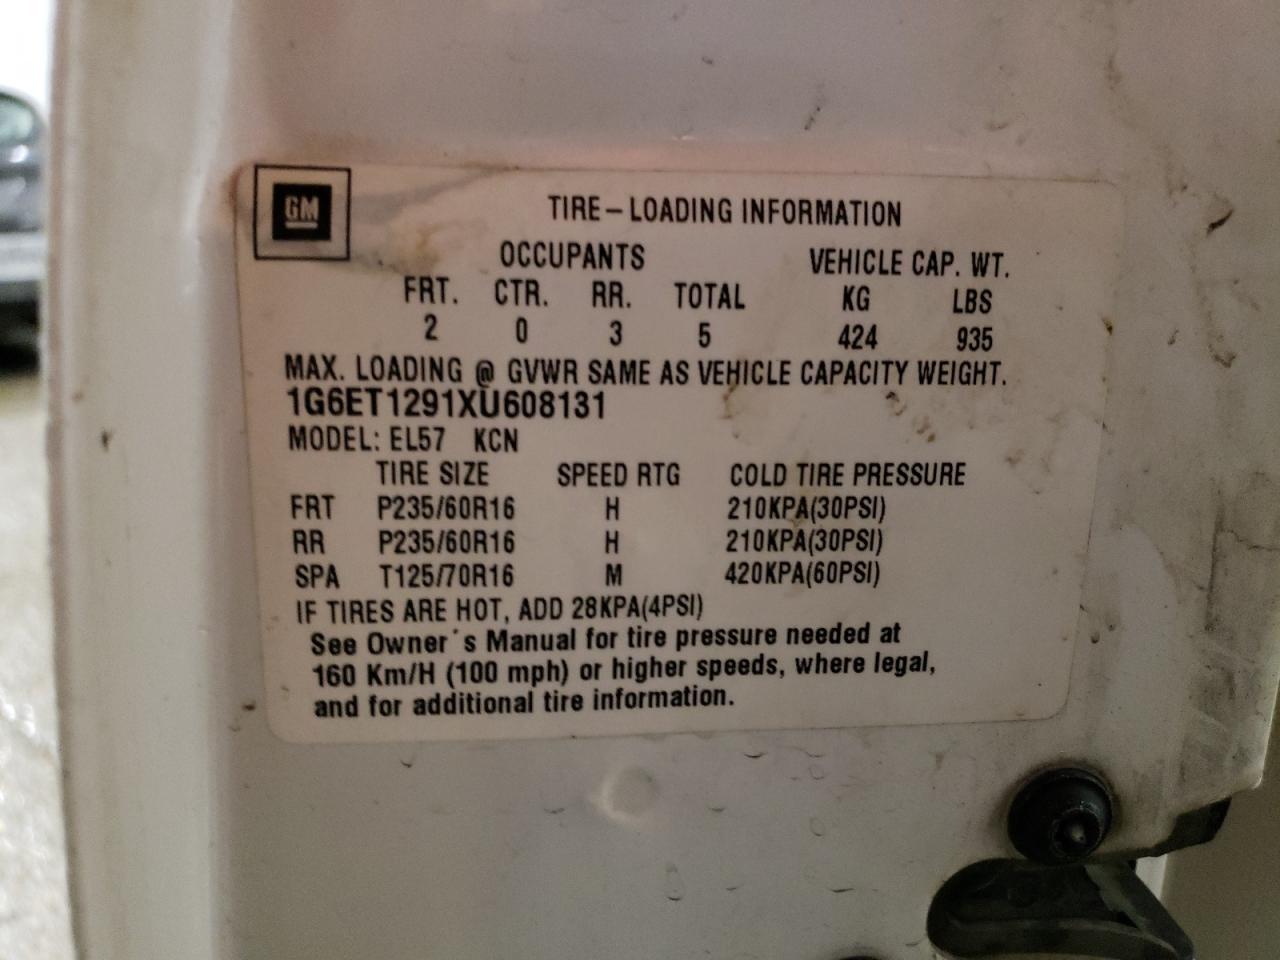 GM
TIRE-LOADING INFORMATION
OCCUPANTS VEHICLE CAP. WT.
FRT. CTR. RR. TOTAL KG LBS
2 0 3 5 424 935
MAX. LOADING @ GVWR SAME AS VEHICLE CAPACITY WEIGHT.
1G6ET1291XU608131
MODEL: EL57 KCN
TIRE SIZE SPEED RTG COLD TIRE PRESSURE
FRT P235/60R16 H 210KPA(30PSI)
RR P235/60R16 H 210KPA(30PSI)
SPA T125/70R16 M 420KPA(60PSI)
IF TIRES ARE HOT, ADD 28KPA(4PSI)
See Owner´s Manual for tire pressure needed at
160 Km/H (100 mph) or higher speeds, where legal,
and for additional tire information.